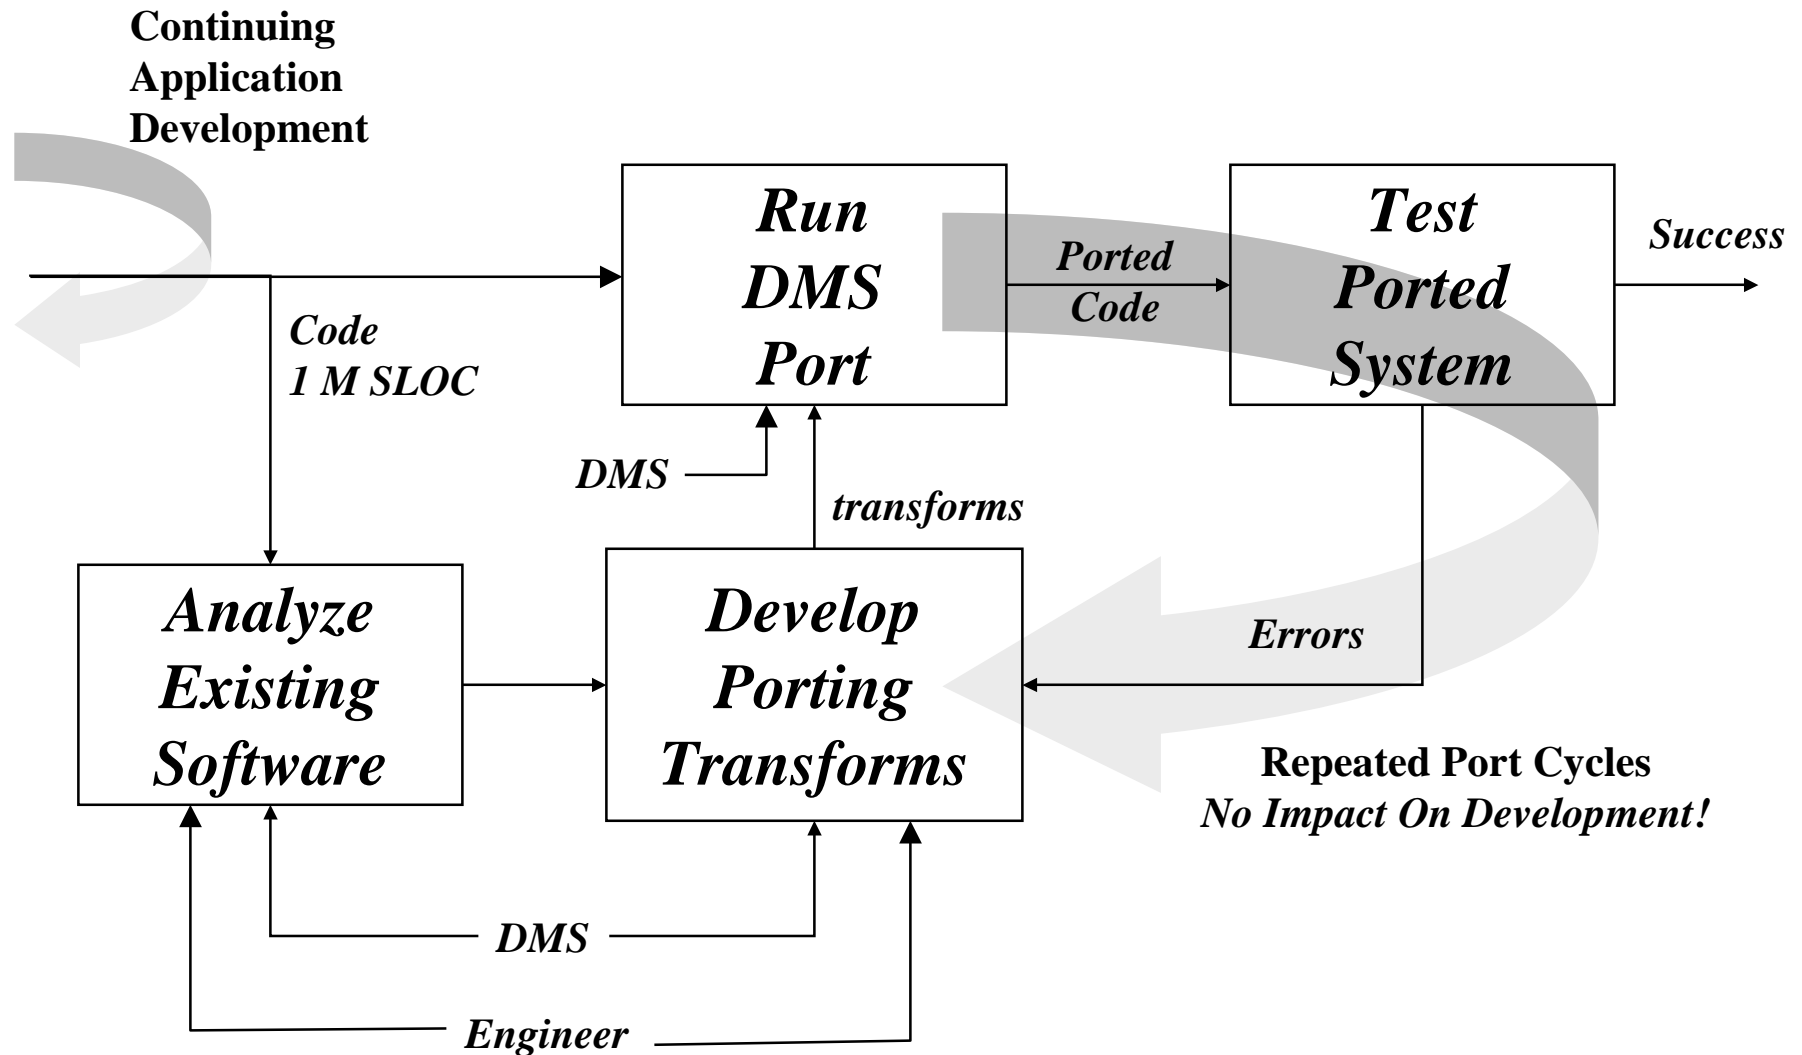 Continuing
Application
Development
Run
DMS
Port
Ported
Code
Test
Ported
System
Success
Code
1 M SLOC
DMS
transforms
Analyze
Existing
Software
Develop
Porting
Transforms
Errors
Repeated Port Cycles
No Impact On Development!
DMS
Engineer